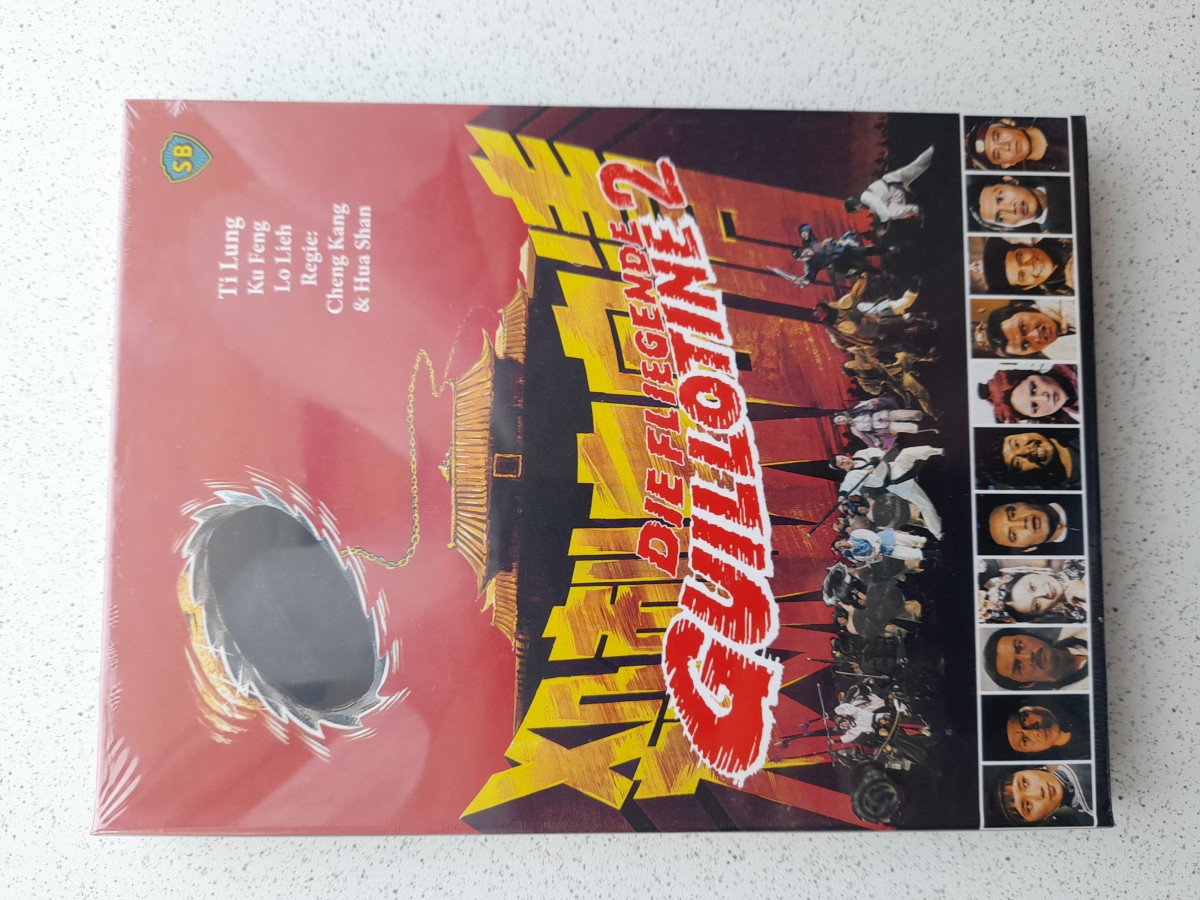 SB
Ti Lung
Ku Feng
Lo Lieh
Regie:
Cheng Kang
& Hua Shan
DIE FLIEGENDE
GUILLOTINE 2